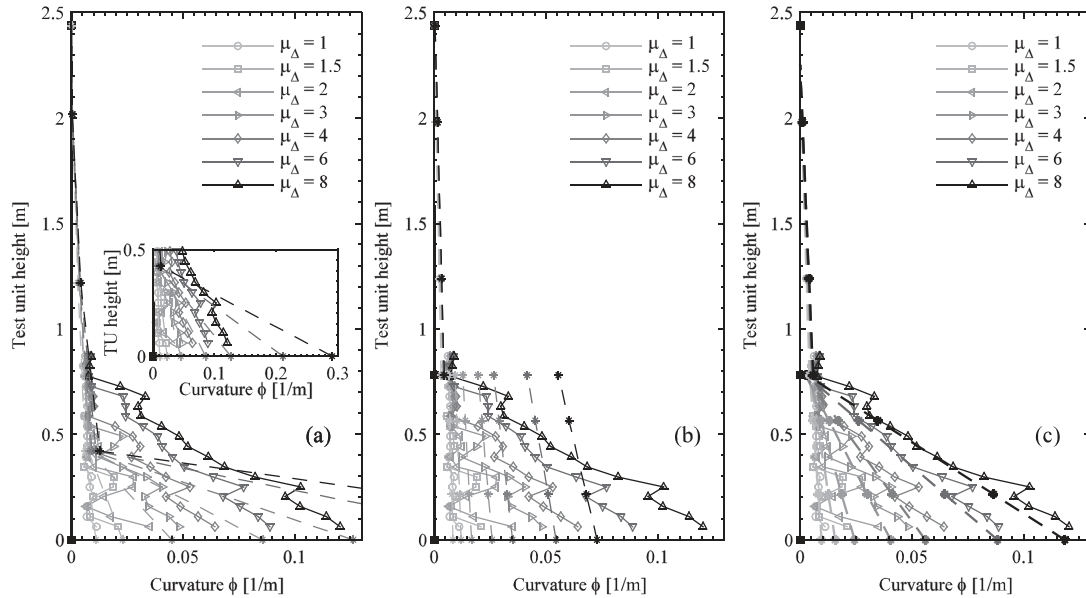 2.5
2
1.5
1
0.5
0
Test unit height [m]
0
0.05
0.1
Curvature ϕ [1/m]
μΔ = 1
μΔ = 1.5
μΔ = 2
μΔ = 3
μΔ = 4
μΔ = 6
μΔ = 8
0.5
0
TU height [m]
0
0.1
0.2
0.3
Curvature ϕ [1/m]
(a)
2.5
2
1.5
1
0.5
0
Test unit height [m]
0
0.05
0.1
Curvature ϕ [1/m]
μΔ = 1
μΔ = 1.5
μΔ = 2
μΔ = 3
μΔ = 4
μΔ = 6
μΔ = 8
(b)
2.5
2
1.5
1
0.5
0
Test unit height [m]
0
0.05
0.1
Curvature ϕ [1/m]
μΔ = 1
μΔ = 1.5
μΔ = 2
μΔ = 3
μΔ = 4
μΔ = 6
μΔ = 8
(c)